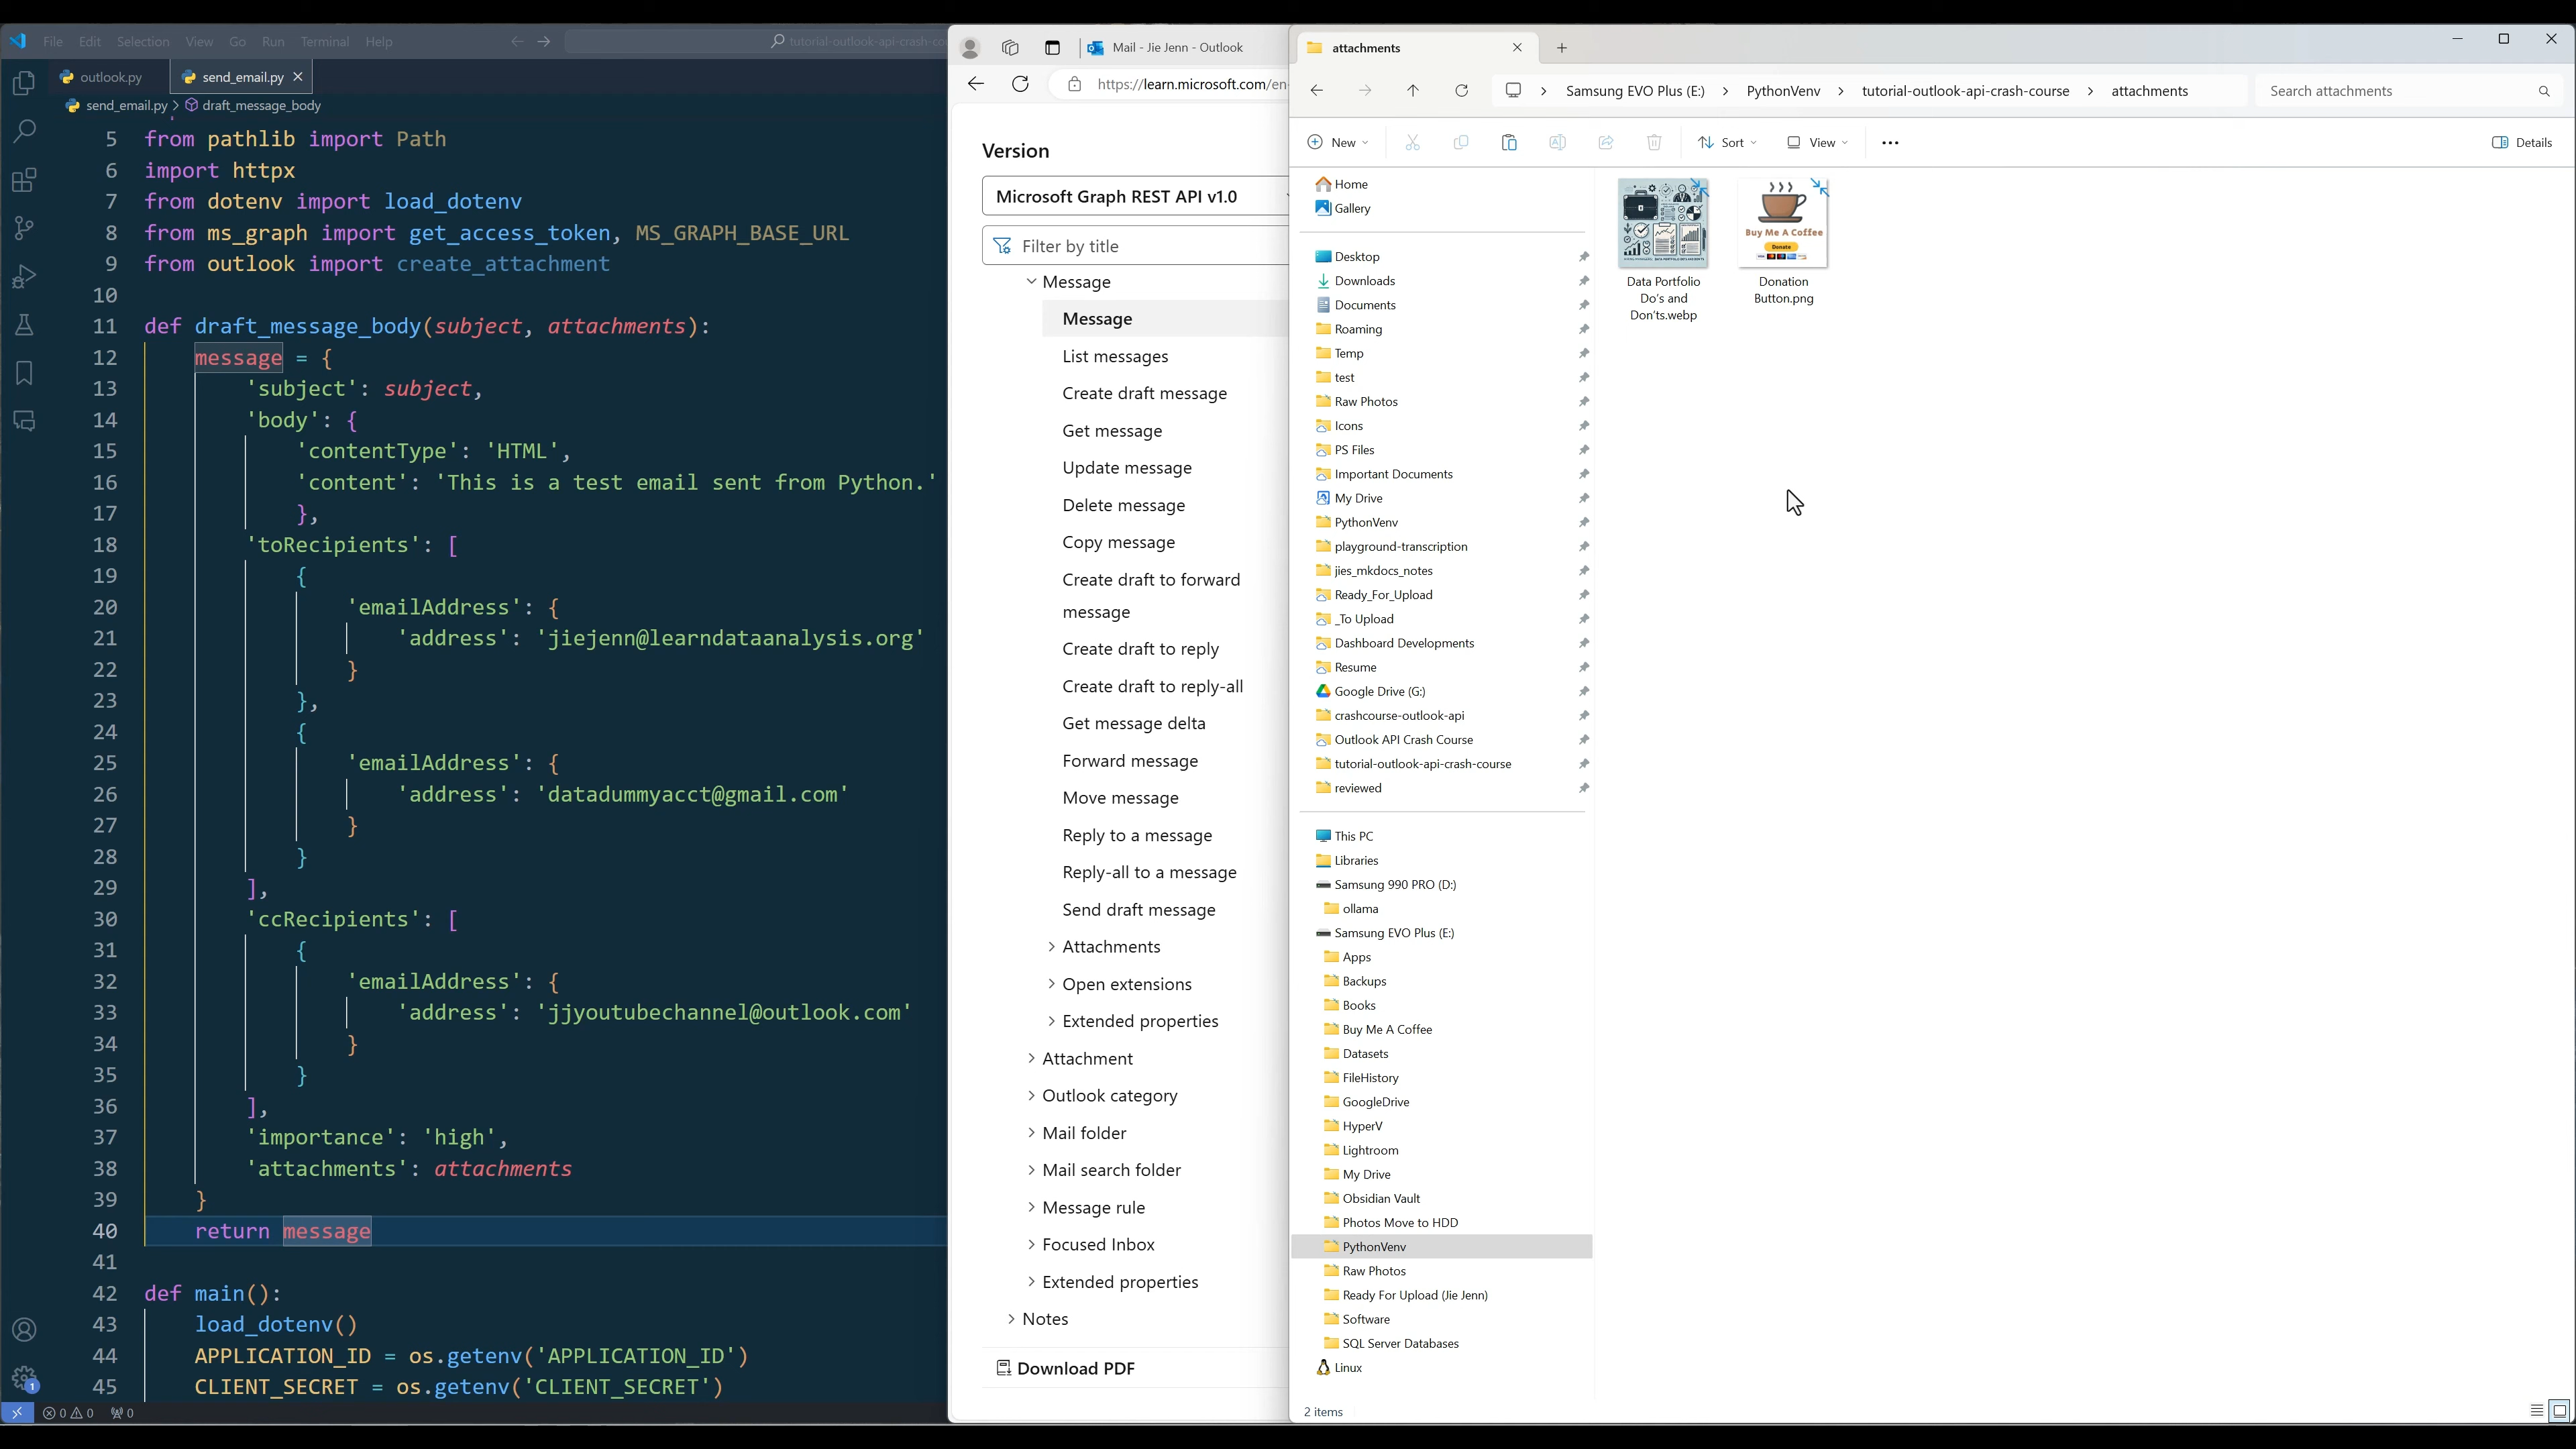 File Edit Selection View Go Run Terminal Help
tutorial-outlook-api-crash-co
outlook.py
send_email.py
send_email.py > draft_message_body
5 from pathlib import Path
6 import httpx
7 from dotenv import load_dotenv
8 from ms_graph import get_access_token, MS_GRAPH_BASE_URL
9 from outlook import create_attachment
10
11 def draft_message_body(subject, attachments):
12 message = {
13 'subject': subject,
14 'body': {
15 'contentType': 'HTML',
16 'content': 'This is a test email sent from Python.'
17 },
18 'toRecipients': [
19 {
20 'emailAddress': {
21 'address': 'jiejenn@learndataanalysis.org'
22 }
23 },
24 {
25 'emailAddress': {
26 'address': 'datadummyacct@gmail.com'
27 }
28 }
29 ],
30 'ccRecipients': [
31 {
32 'emailAddress': {
33 'address': 'jjyoutubechannel@outlook.com'
34 }
35 }
36 ],
37 'importance': 'high',
38 'attachments': attachments
39 }
40 return message
41
42 def main():
43 load_dotenv()
44 APPLICATION_ID = os.getenv('APPLICATION_ID')
45 CLIENT_SECRET = os.getenv('CLIENT_SECRET')
1
0 0 0
Mail - Jie Jenn - Outlook
https://learn.microsoft.com/en-
Version
Microsoft Graph REST API v1.0
Filter by title
Message
Message
List messages
Create draft message
Get message
Update message
Delete message
Copy message
Create draft to forward
message
Create draft to reply
Create draft to reply-all
Get message delta
Forward message
Move message
Reply to a message
Reply-all to a message
Send draft message
Attachments
Open extensions
Extended properties
Attachment
Outlook category
Mail folder
Mail search folder
Message rule
Focused Inbox
Extended properties
Notes
Download PDF
attachments
Samsung EVO Plus (E:) > PythonVenv > tutorial-outlook-api-crash-course > attachments
Search attachments
New
Sort
View
Details
Home
Gallery
Desktop
Downloads
Documents
Roaming
Temp
test
Raw Photos
Icons
PS Files
Important Documents
My Drive
PythonVenv
playground-transcription
jies_mkdocs_notes
Ready_For_Upload
_To Upload
Dashboard Developments
Resume
Google Drive (G:)
crashcourse-outlook-api
Outlook API Crash Course
tutorial-outlook-api-crash-course
reviewed
This PC
Libraries
Samsung 990 PRO (D:)
ollama
Samsung EVO Plus (E:)
Apps
Backups
Books
Buy Me A Coffee
Datasets
FileHistory
GoogleDrive
HyperV
Lightroom
My Drive
Obsidian Vault
Photos Move to HDD
PythonVenv
Raw Photos
Ready For Upload (Jie Jenn)
Software
SQL Server Databases
Linux
2 items
Data Portfolio
Do's and
Don'ts.webp
Buy Me A Coffee
Donate
Donation
Button.png